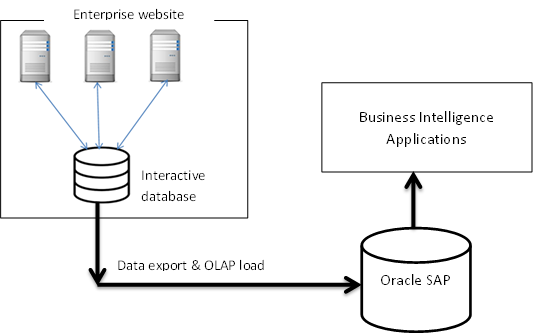 Enterprise website
Business Intelligence
Applications
Interactive
database
Data export & OLAP load
Oracle SAP